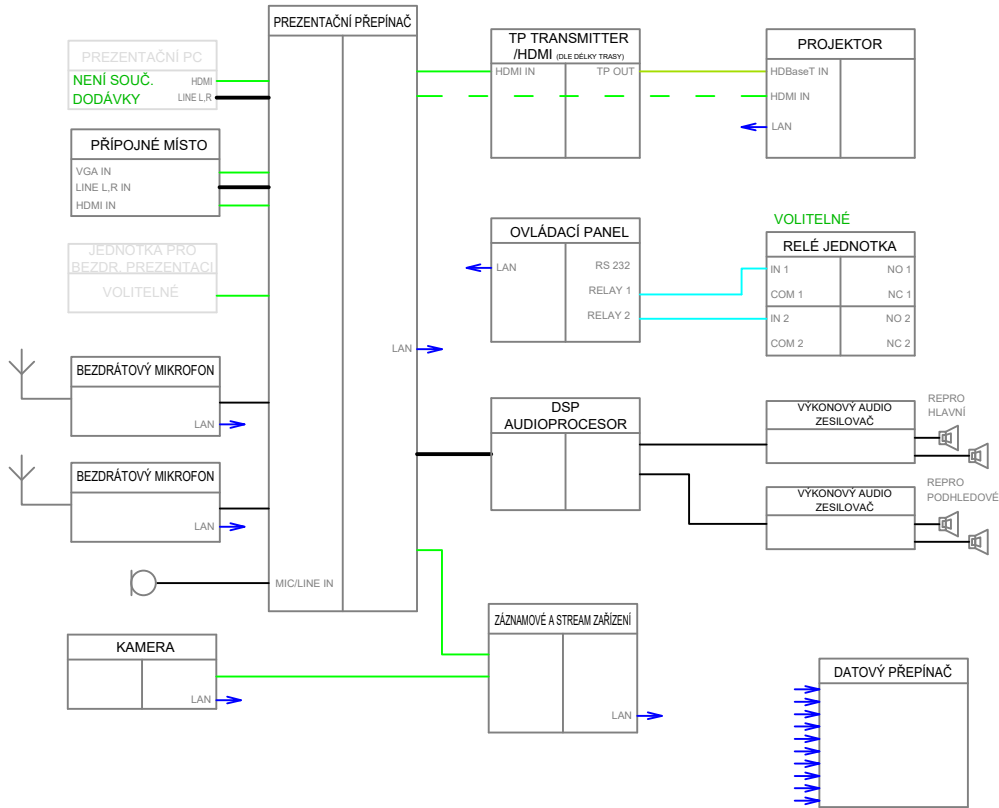 PREZENTAČNÍ PC
NENÍ SOUČ.
DODÁVKY
HDMI
LINE L,R
PŘÍPOJNÉ MÍSTO
VGA IN
LINE L,R IN
HDMI IN
JEDNOTKA PRO
BEZDR. PREZENTACI
VOLITELNÉ
BEZDRÁTOVÝ MIKROFON
LAN
BEZDRÁTOVÝ MIKROFON
LAN
KAMERA
LAN
PREZENTAČNÍ PŘEPÍNAČ
LAN
MIC/LINE IN
TP TRANSMITTER
/HDMI (DLE DÉLKY TRASY)
HDMI IN
TP OUT
PROJEKTOR
HDBaseT IN
HDMI IN
LAN
OVLÁDACÍ PANEL
LAN
RS 232
RELAY 1
RELAY 2
VOLITELNÉ
RELÉ JEDNOTKA
IN 1
NO 1
COM 1
NC 1
IN 2
NO 2
COM 2
NC 2
DSP
AUDIOPROCESOR
VÝKONOVÝ AUDIO
ZESILOVAČ
REPRO
HLAVNÍ
VÝKONOVÝ AUDIO
ZESILOVAČ
REPRO
PODHLEDOVÉ
ZÁZNAMOVÉ A STREAM ZAŘÍZENÍ
LAN
DATOVÝ PŘEPÍNAČ